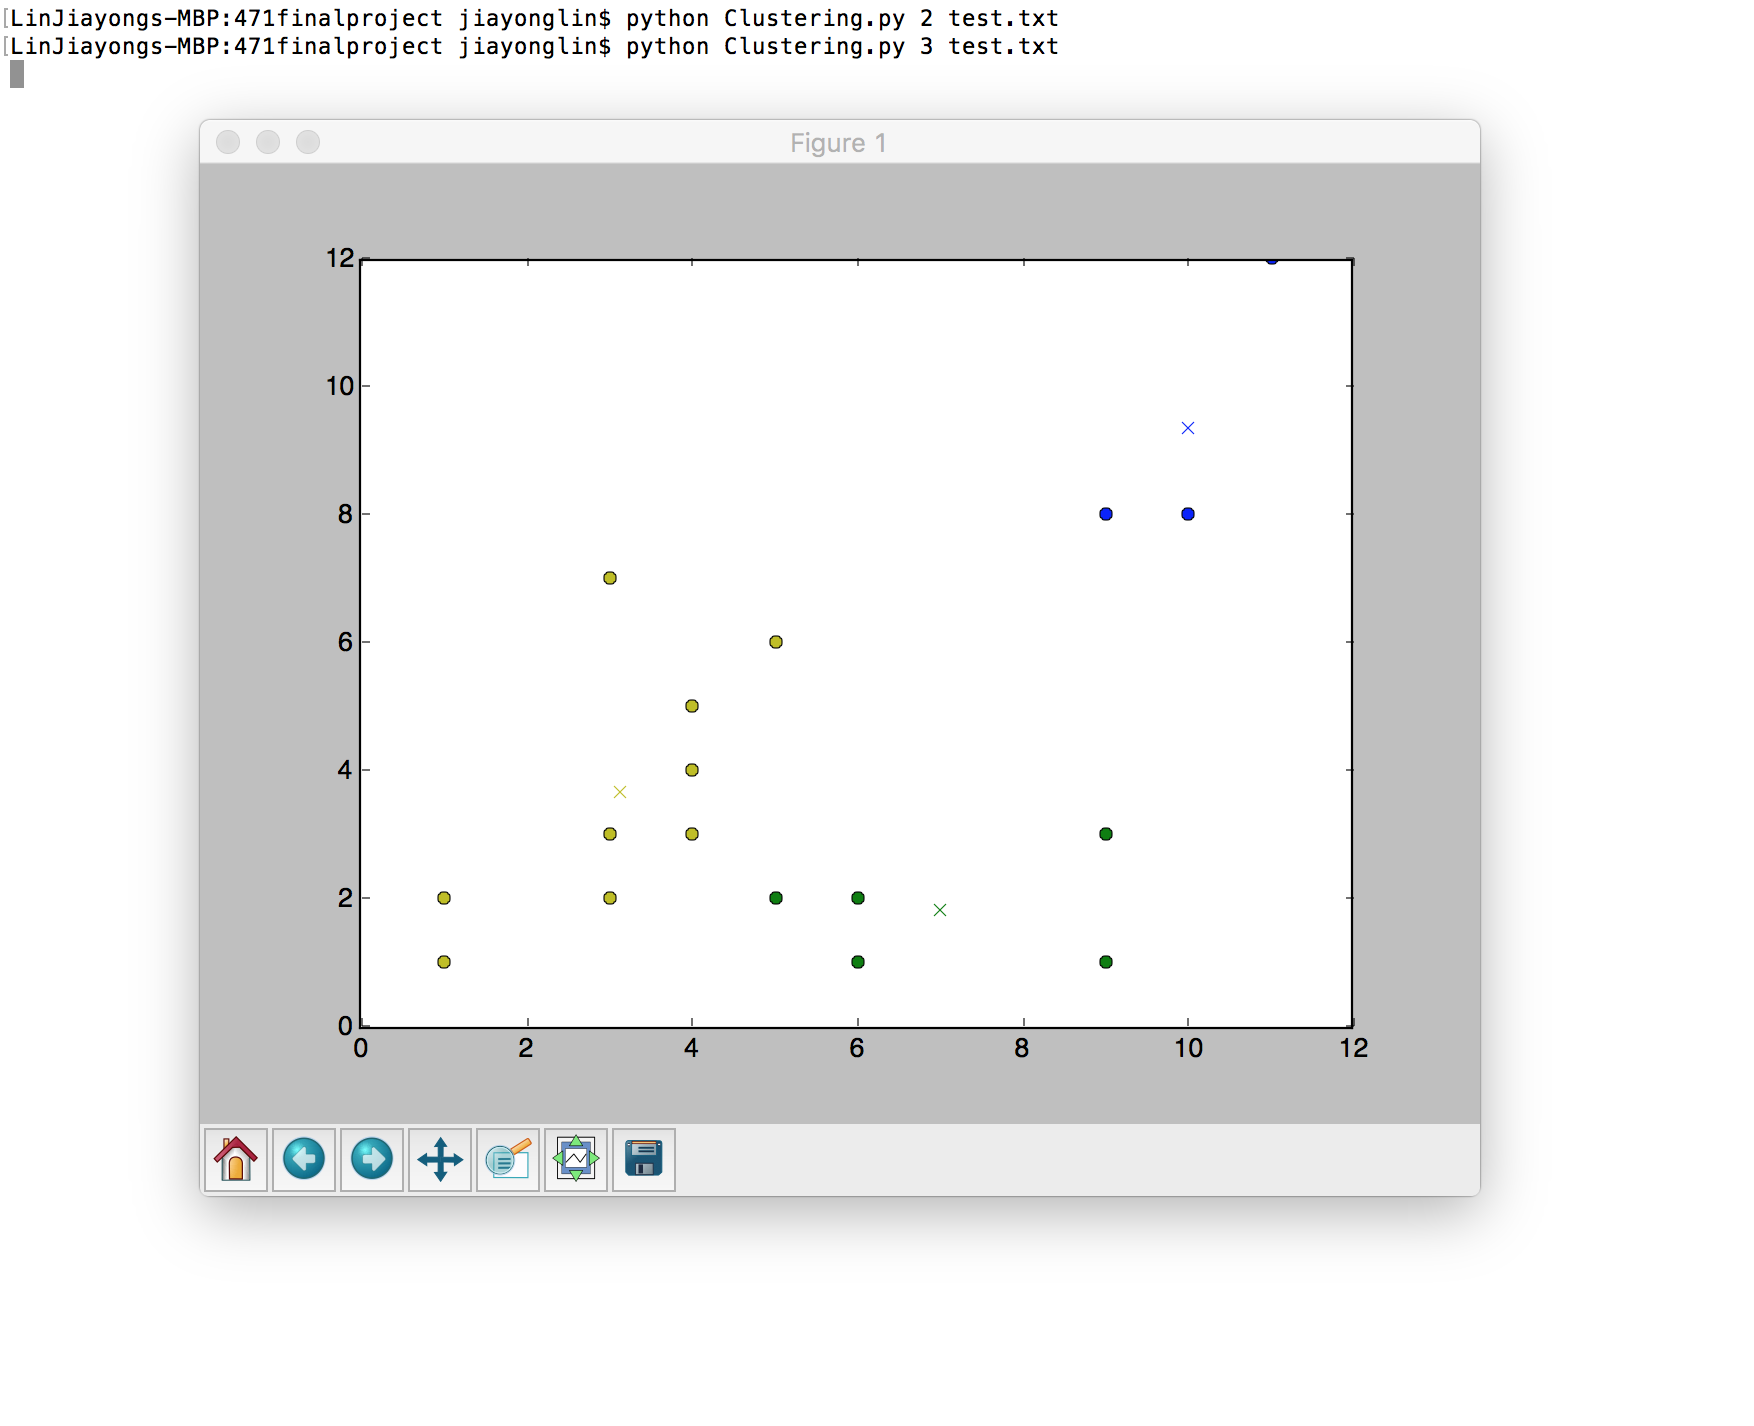 [LinJiayongs-MBP:471finalproject jiayonglin$ python Clustering.py 2 test.txt
[LinJiayongs-MBP:471finalproject jiayonglin$ python Clustering.py 3 test.txt
Figure 1
12
10
8
6
4
2
0
0 2 4 6 8 10 12